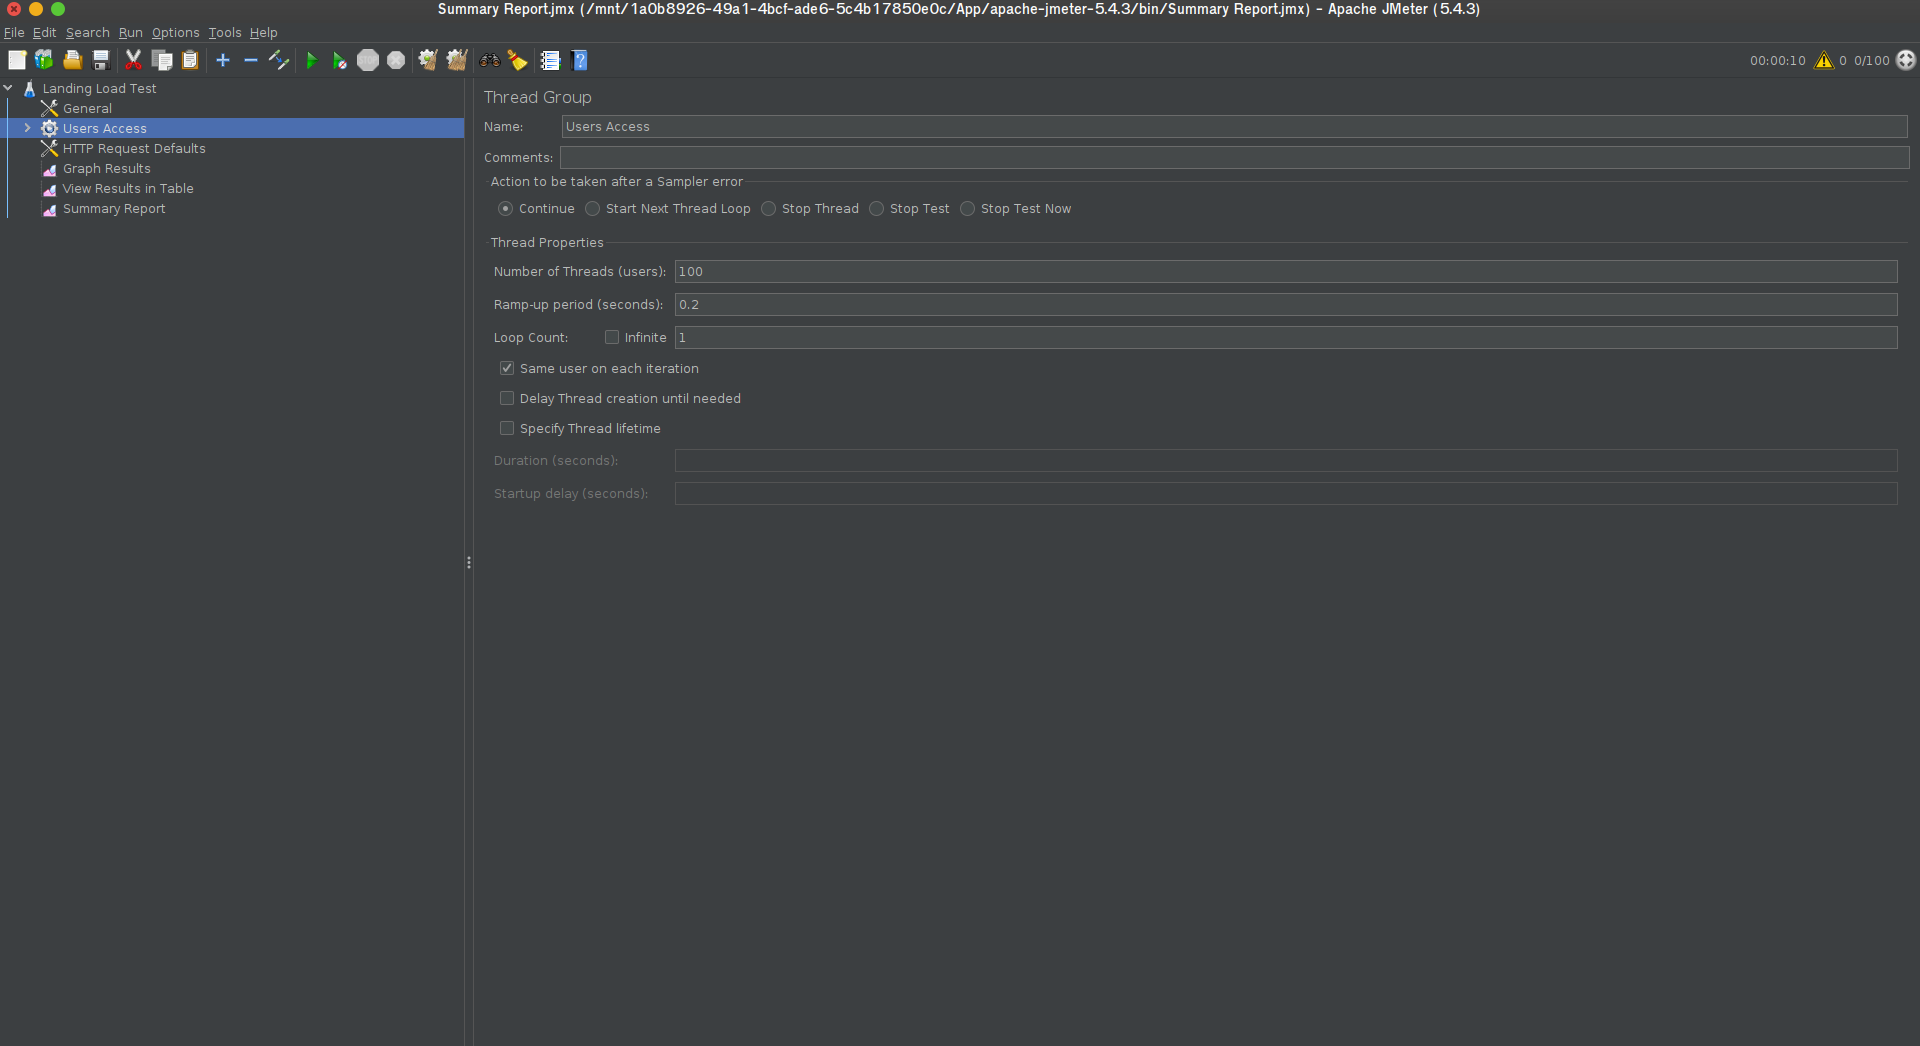 Summary Report.jmx (/mnt/1a0b8926-49a1-4bcf-ade6-5c4b17850e0c/App/apache-jmeter-5.4.3/bin/Summary Report.jmx) - Apache JMeter (5.4.3)
File Edit Search Run Options Tools Help
00:00:10 0 0/100
Landing Load Test
General
Users Access
HTTP Request Defaults
Graph Results
View Results in Table
Summary Report
Thread Group
Name: Users Access
Comments:
Action to be taken after a Sampler error
Continue Start Next Thread Loop Stop Thread Stop Test Stop Test Now
Thread Properties
Number of Threads (users): 100
Ramp-up period (seconds): 0.2
Loop Count: Infinite 1
Same user on each iteration
Delay Thread creation until needed
Specify Thread lifetime
Duration (seconds):
Startup delay (seconds):